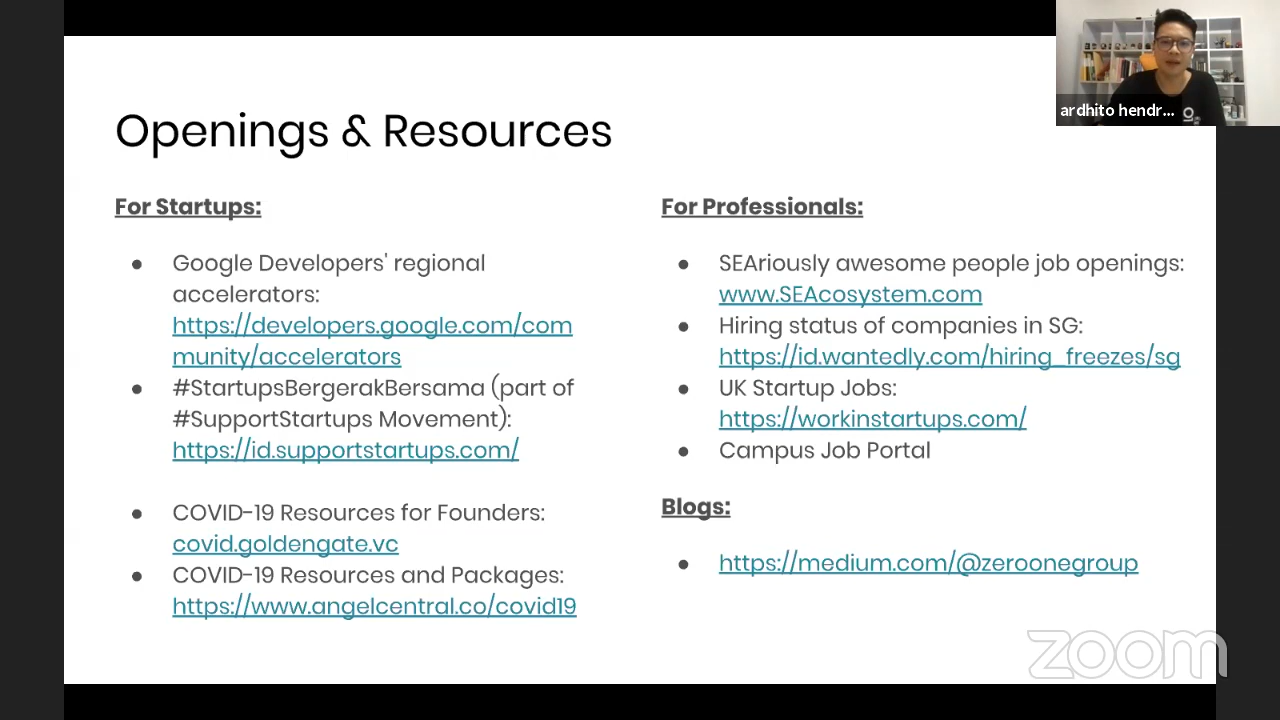 Openings & Resources
For Startups:
● Google Developers' regional
accelerators:
https://developers.google.com/com
munity/accelerators
● #StartupsBergerakBersama (part of
#SupportStartups Movement):
https://id.supportstartups.com/
● COVID-19 Resources for Founders:
covid.goldengate.vc
● COVID-19 Resources and Packages:
https://www.angelcentral.co/covid19
For Professionals:
● SEAriously awesome people job openings:
www.SEAcosystem.com
● Hiring status of companies in SG:
https://id.wantedly.com/hiring_freezes/sg
● UK Startup Jobs:
https://workinstartups.com/
● Campus Job Portal
Blogs:
● https://medium.com/@zeroonegroup
ardhito hendr...
zoom